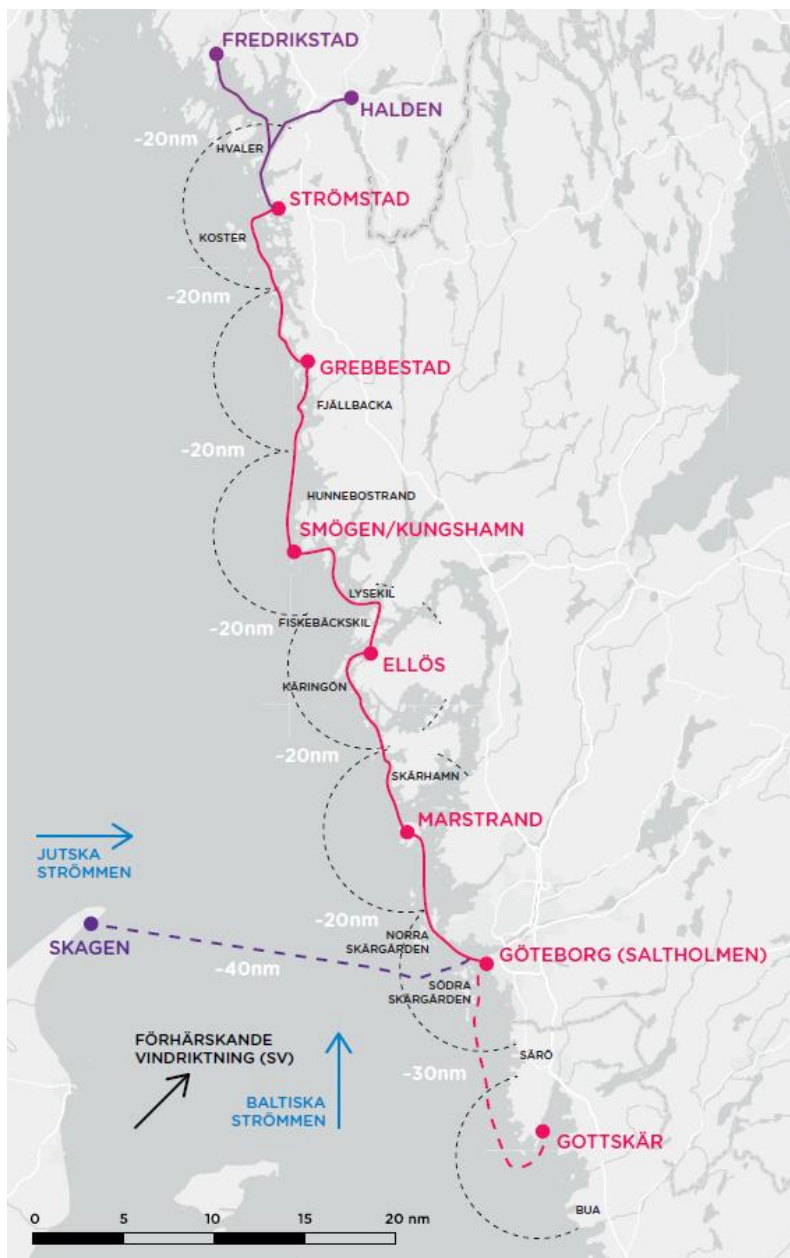 FREDRIKSTAD
HALDEN
~20nm
HVALER
STRÖMSTAD
KOSTER
~20nm
GREBBESTAD
FJÄLLBACKA
~20nm
HUNNEBOSTRAND
SMÖGEN/KUNGSHAMN
LYSEKIL
FISKEBÄCKSKIL
~20nm
ELLÖS
KÄRINGÖN
~20nm
SKÄRHAMN
MARSTRAND
JUTSKA
STRÖMMEN
~20nm
NORRA
SKÄRGÅRDEN
SKAGEN
GÖTEBORG (SALTHOLMEN)
~40nm
SÖDRA
SKÄRGÅRDEN
FÖRHÄRSKANDE
VINDRIKTNING (SV)
SÄRÖ
~30nm
BALTISKA
STRÖMMEN
GOTTSKÄR
BUA
0 5 10 15 20 nm